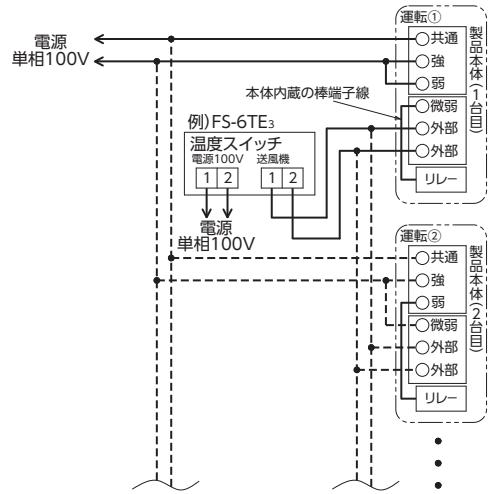 電源
単相100V
運転①
共通
強
弱
微弱
外部
外部
リレー
製品本体(1台目)
本体内蔵の棒端子線
例)FS-6TE3
温度スイッチ
電源100V 送風機
1 2 1 2
電源
単相100V
運転②
共通
強
弱
微弱
外部
外部
リレー
製品本体(2台目)